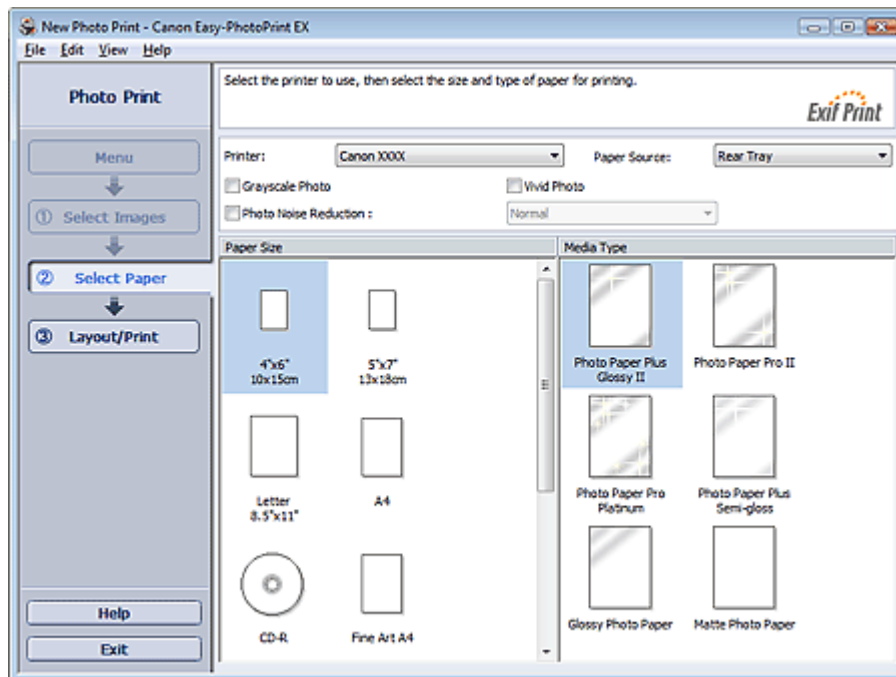 New Photo Print - Canon Easy-PhotoPrint EX
File Edit View Help
Photo Print
Select the printer to use, then select the size and type of paper for printing.
Exif Print
Menu
① Select Images
② Select Paper
③ Layout/Print
Printer: Canon XXXX Paper Source: Rear Tray
Grayscale Photo Vivid Photo
Photo Noise Reduction : Normal
Paper Size
4"x6"
10x15cm
5"x7"
13x18cm
Letter
8.5"x11"
A4
CD-R
Fine Art A4
Media Type
Photo Paper Plus
Glossy II
Photo Paper Pro II
Photo Paper Pro
Platinum
Photo Paper Plus
Semi-gloss
Glossy Photo Paper
Matte Photo Paper
Help
Exit